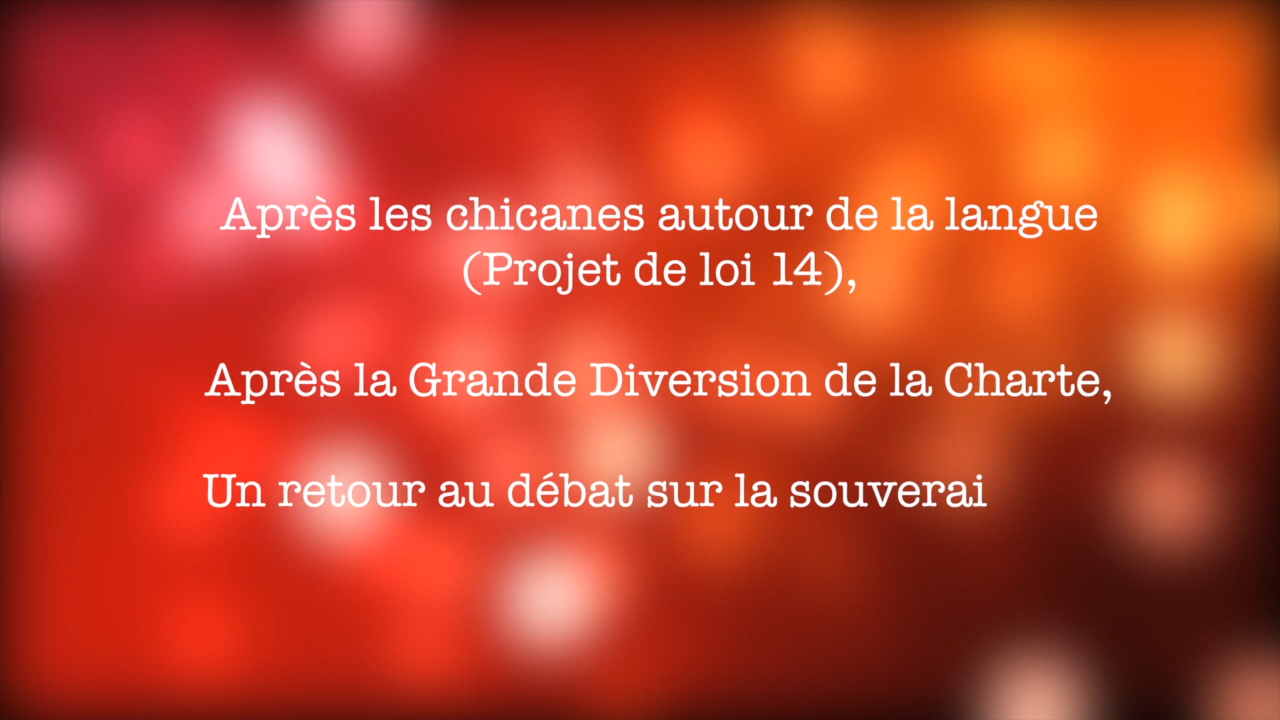 Après les chicanes autour de la langue
(Projet de loi 14),
Après la Grande Diversion de la Charte,
Un retour au débat sur la souverai